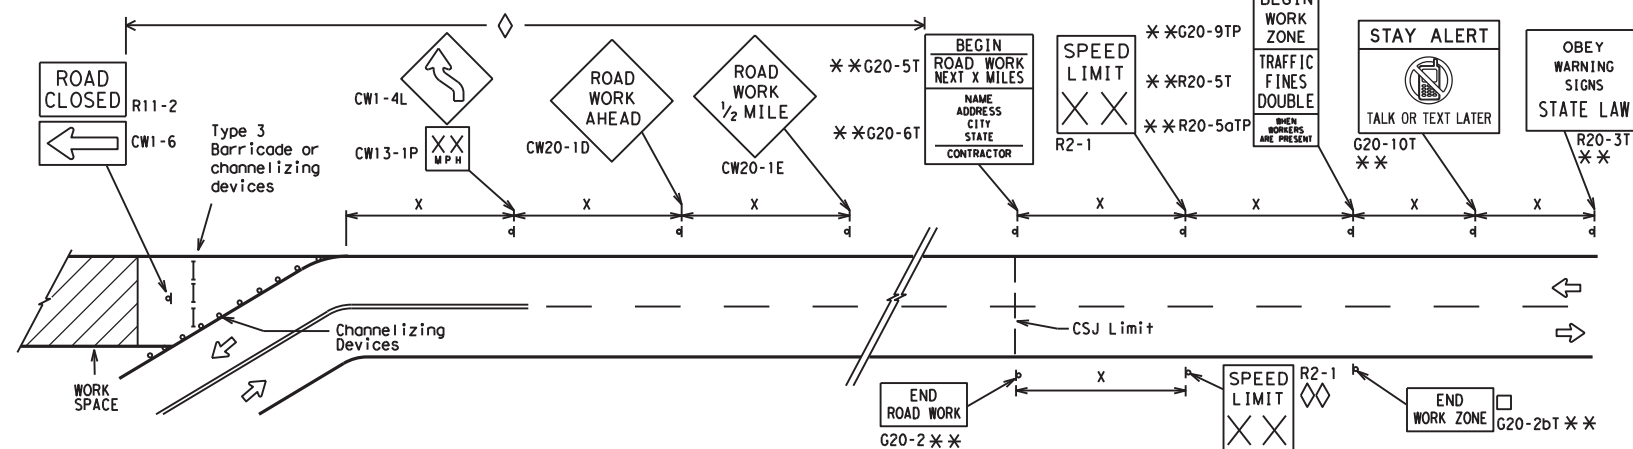 ROAD
CLOSED
R11-2
CW1-6
Type 3
Barricade or
channelizing
devices
CW1-4L
XX
MPH
CW13-1P
ROAD
WORK
AHEAD
CW20-1D
ROAD
WORK
1/2 MILE
CW20-1E
**G20-5T
BEGIN
ROAD WORK
NEXT X MILES
**G20-6T
NAME
ADDRESS
CITY
STATE
CONTRACTOR
SPEED
LIMIT
XX
R2-1
**G20-9TP
BEGIN
WORK
ZONE
**R20-5T
TRAFFIC
FINES
DOUBLE
**R20-5aTP
WHEN
WORKERS
ARE PRESENT
STAY ALERT
TALK OR TEXT LATER
G20-10T
**
OBEY
WARNING
SIGNS
STATE LAW
R20-3T
**
X
X
X
X
X
X
X
Channelizing
Devices
CSJ Limit
WORK
SPACE
END
ROAD WORK
G20-2 **
X
SPEED
LIMIT
XX
R2-1
END
WORK ZONE
G20-2bT **